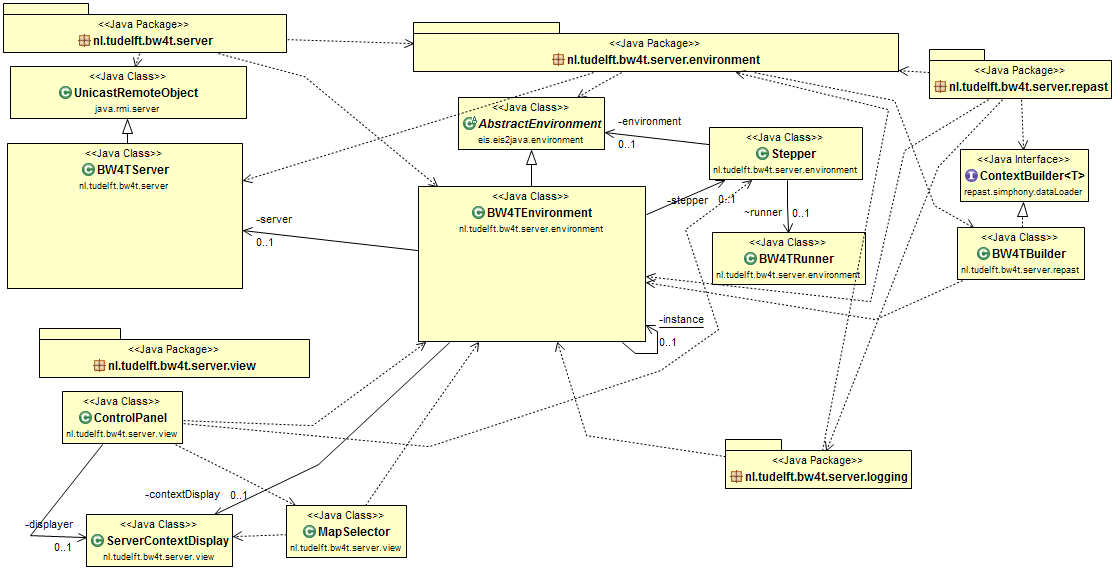 <<Java Package>>
nl.tudelft.bw4t.server
<<Java Package>>
nl.tudelft.bw4t.server.environment
<<Java Package>>
nl.tudelft.bw4t.server.repast
<<Java Class>>
UnicastRemoteObject
java.rmi.server
<<Java Class>>
AbstractEnvironment
eis.eis2java.environment
-environment
0..1
<<Java Class>>
Stepper
nl.tudelft.bw4t.server.environment
<<Java Interface>>
ContextBuilder<T>
repast.simphony.dataLoader
<<Java Class>>
BW4TServer
nl.tudelft.bw4t.server
<<Java Class>>
BW4TEnvironment
nl.tudelft.bw4t.server.environment
-stepper
0..1
~runner
0..1
-server
0..1
<<Java Class>>
BW4TRunner
nl.tudelft.bw4t.server.environment
<<Java Class>>
BW4TBuilder
nl.tudelft.bw4t.server.repast
-instance
0..1
<<Java Package>>
nl.tudelft.bw4t.server.view
<<Java Class>>
ControlPanel
nl.tudelft.bw4t.server.view
<<Java Package>>
nl.tudelft.bw4t.server.logging
-contextDisplay
0..1
-displayer
0..1
<<Java Class>>
ServerContextDisplay
nl.tudelft.bw4t.server.view
<<Java Class>>
MapSelector
nl.tudelft.bw4t.server.view